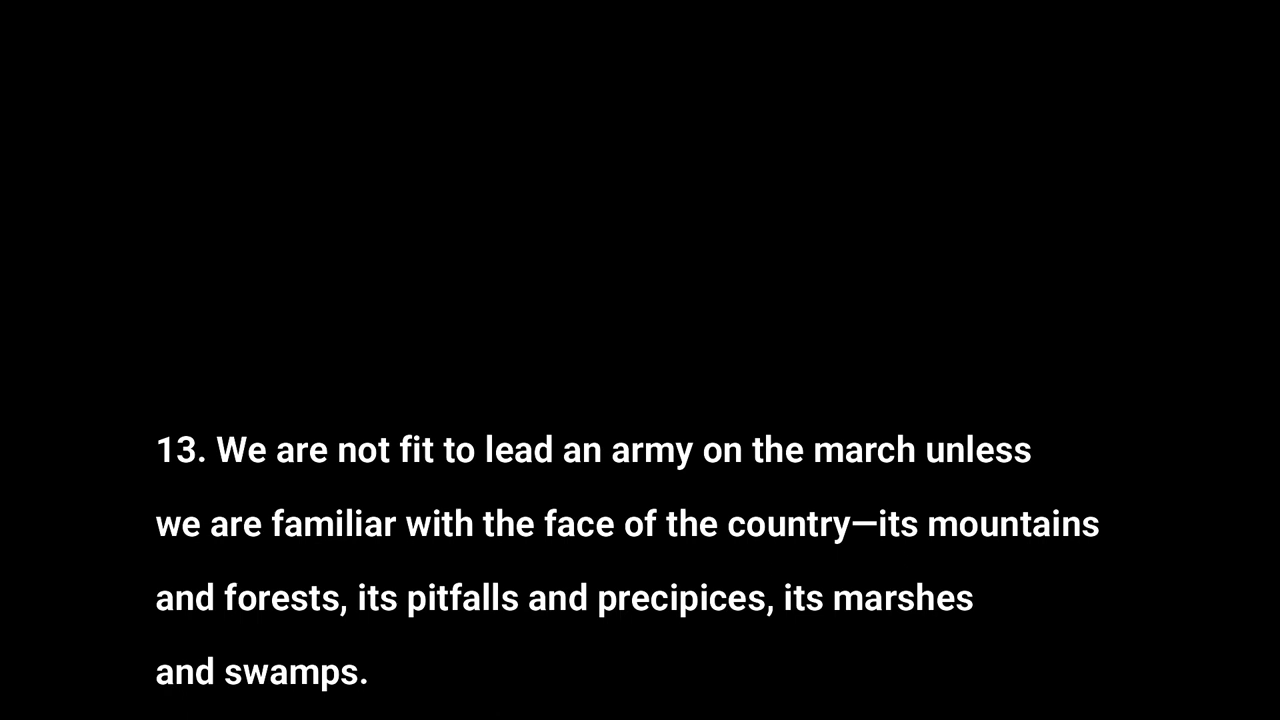 13. We are not fit to lead an army on the march unless
we are familiar with the face of the country—its mountains
and forests, its pitfalls and precipices, its marshes
and swamps.